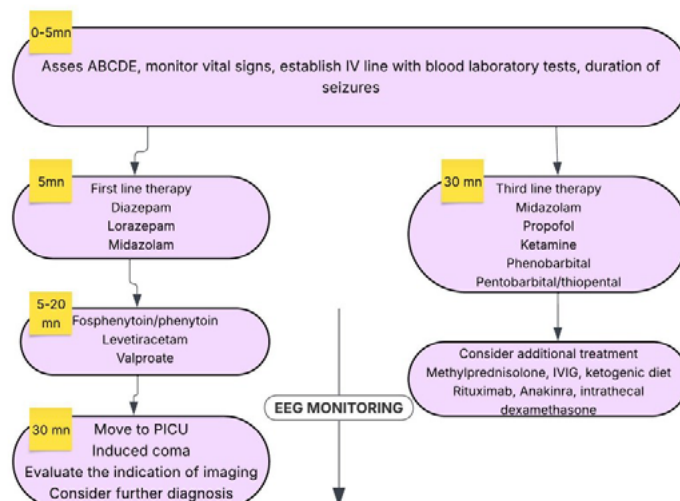 0-5mn
Asses ABCDE, monitor vital signs, establish IV line with blood laboratory tests, duration of
seizures
5mn
First line therapy
Diazepam
Lorazepam
Midazolam
5-20
mn
Fosphenytoin/phenytoin
Levetiracetam
Valproate
30 mn
Move to PICU
Induced coma
Evaluate the indication of imaging
Consider further diagnosis
EEG MONITORING
30 mn
Third line therapy
Midazolam
Propofol
Ketamine
Phenobarbital
Pentobarbital/thiopental
Consider additional treatment
Methylprednisolone, IVIG, ketogenic diet
Rituximab, Anakinra, intrathecal
dexamethasone